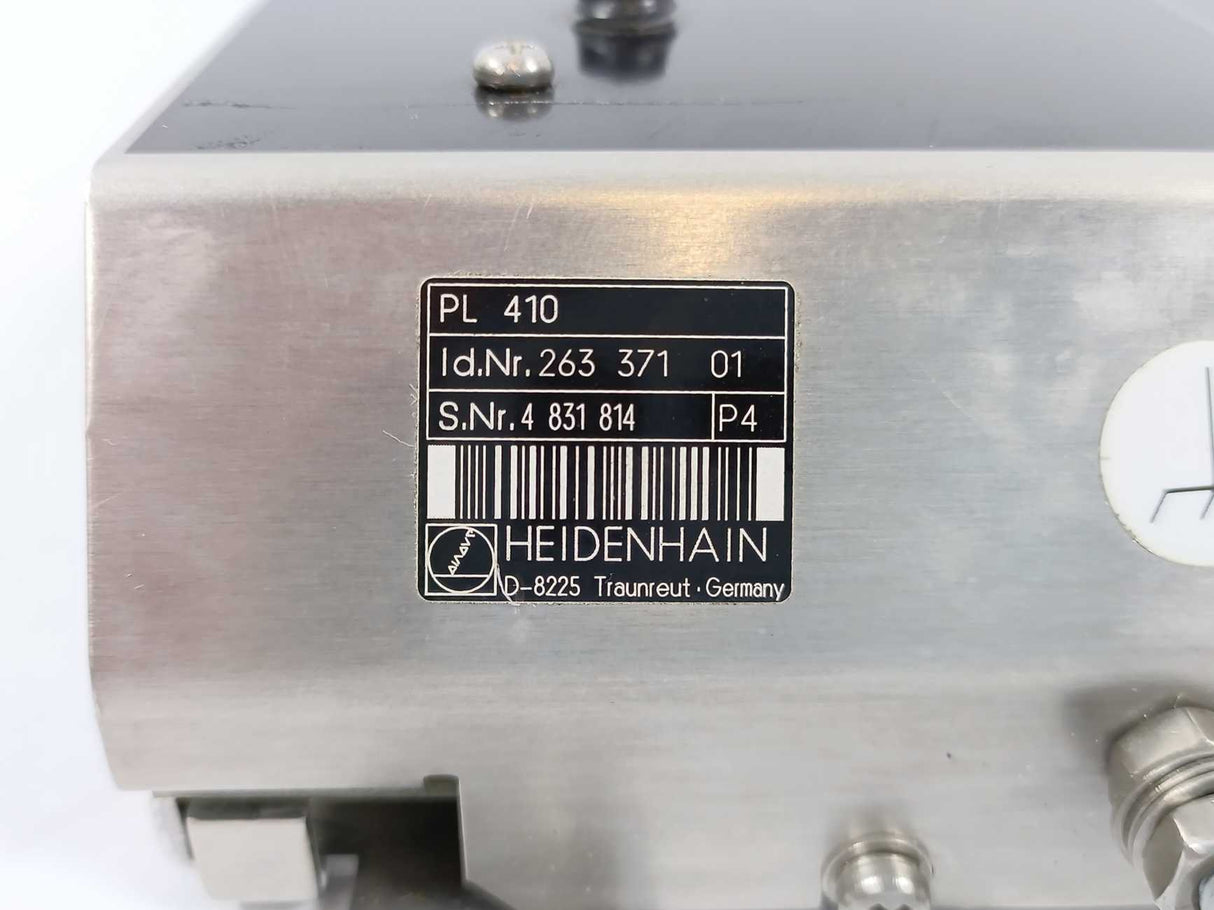 PL 410
Id.Nr. 263 371 01
S.Nr. 4 831 814 P4
HEIDENHAIN
D-8225 Traunreut · Germany